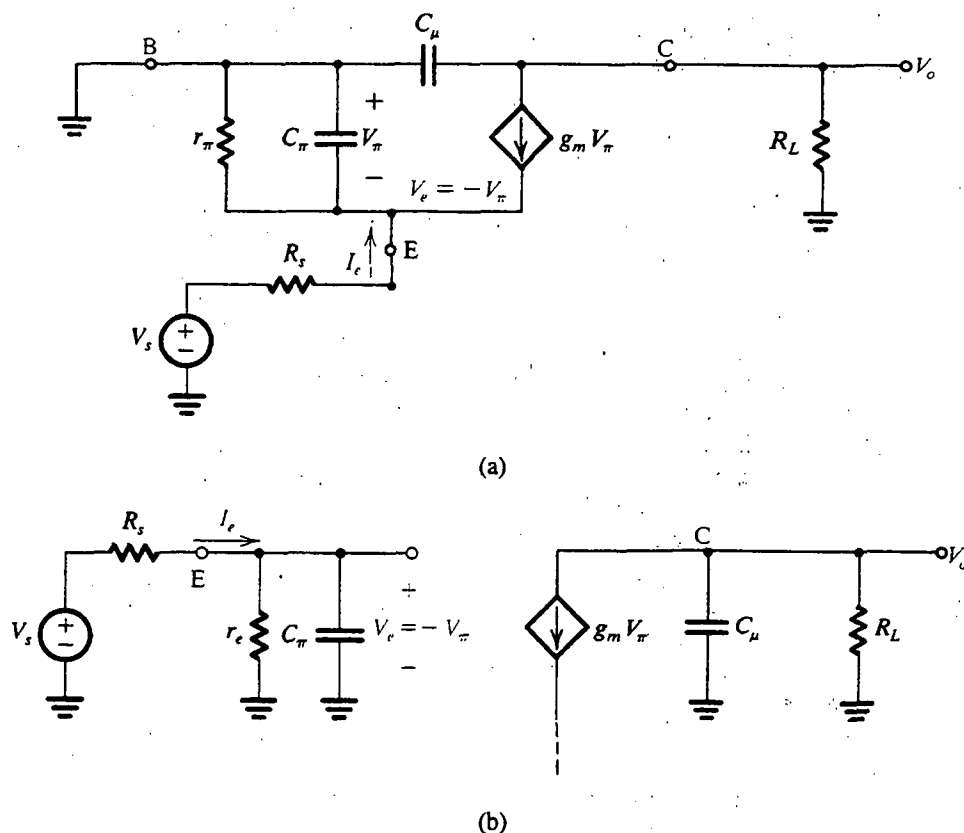 C_μ
B
C
V_o
+
r_π
C_π
V_π
g_m V_π
R_L
−
V_e = −V_π
E
R_s
I_e
V_s
+
−
(a)
R_s
I_e
E
C
V_o
+
V_s
+
−
r_e
C_π
V_e = −V_π
g_m V_π
C_μ
R_L
−
(b)